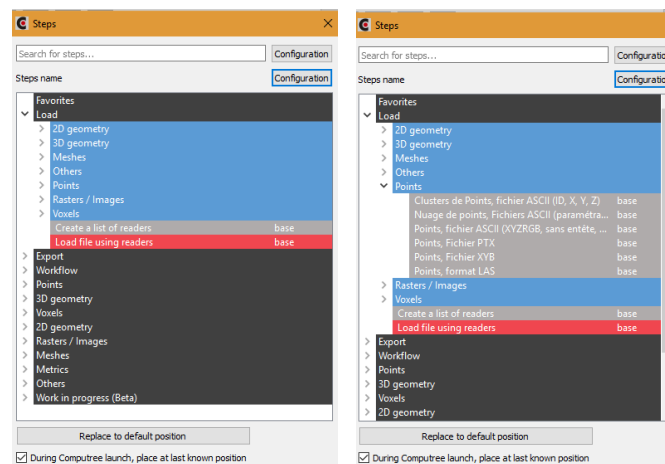 Steps
Search for steps... Configuration
Steps name Configuration
Favorites
Load
2D geometry
3D geometry
Meshes
Others
Points
Rasters / Images
Voxels
Create a list of readers base
Load file using readers base
Export
Workflow
Points
3D geometry
Voxels
2D geometry
Rasters / Images
Meshes
Metrics
Others
Work in progress (Beta)
Replace to default position
During Computree launch, place at last known position
Steps
Search for steps... Configuratio
Steps name Configuratio
Favorites
Load
2D geometry
3D geometry
Meshes
Others
Points
Clusters de Points, fichier ASCII (ID, X, Y, Z) base
Nuage de points, Fichiers ASCII (paramétra... base
Points, fichier ASCII (XYZRGB, sans entête, ... base
Points, Fichier PTX base
Points, Fichier XYB base
Points, format LAS base
Rasters / Images
Voxels
Create a list of readers base
Load file using readers base
Export
Workflow
Points
3D geometry
Voxels
2D geometry
Replace to default position
During Computree launch, place at last known position